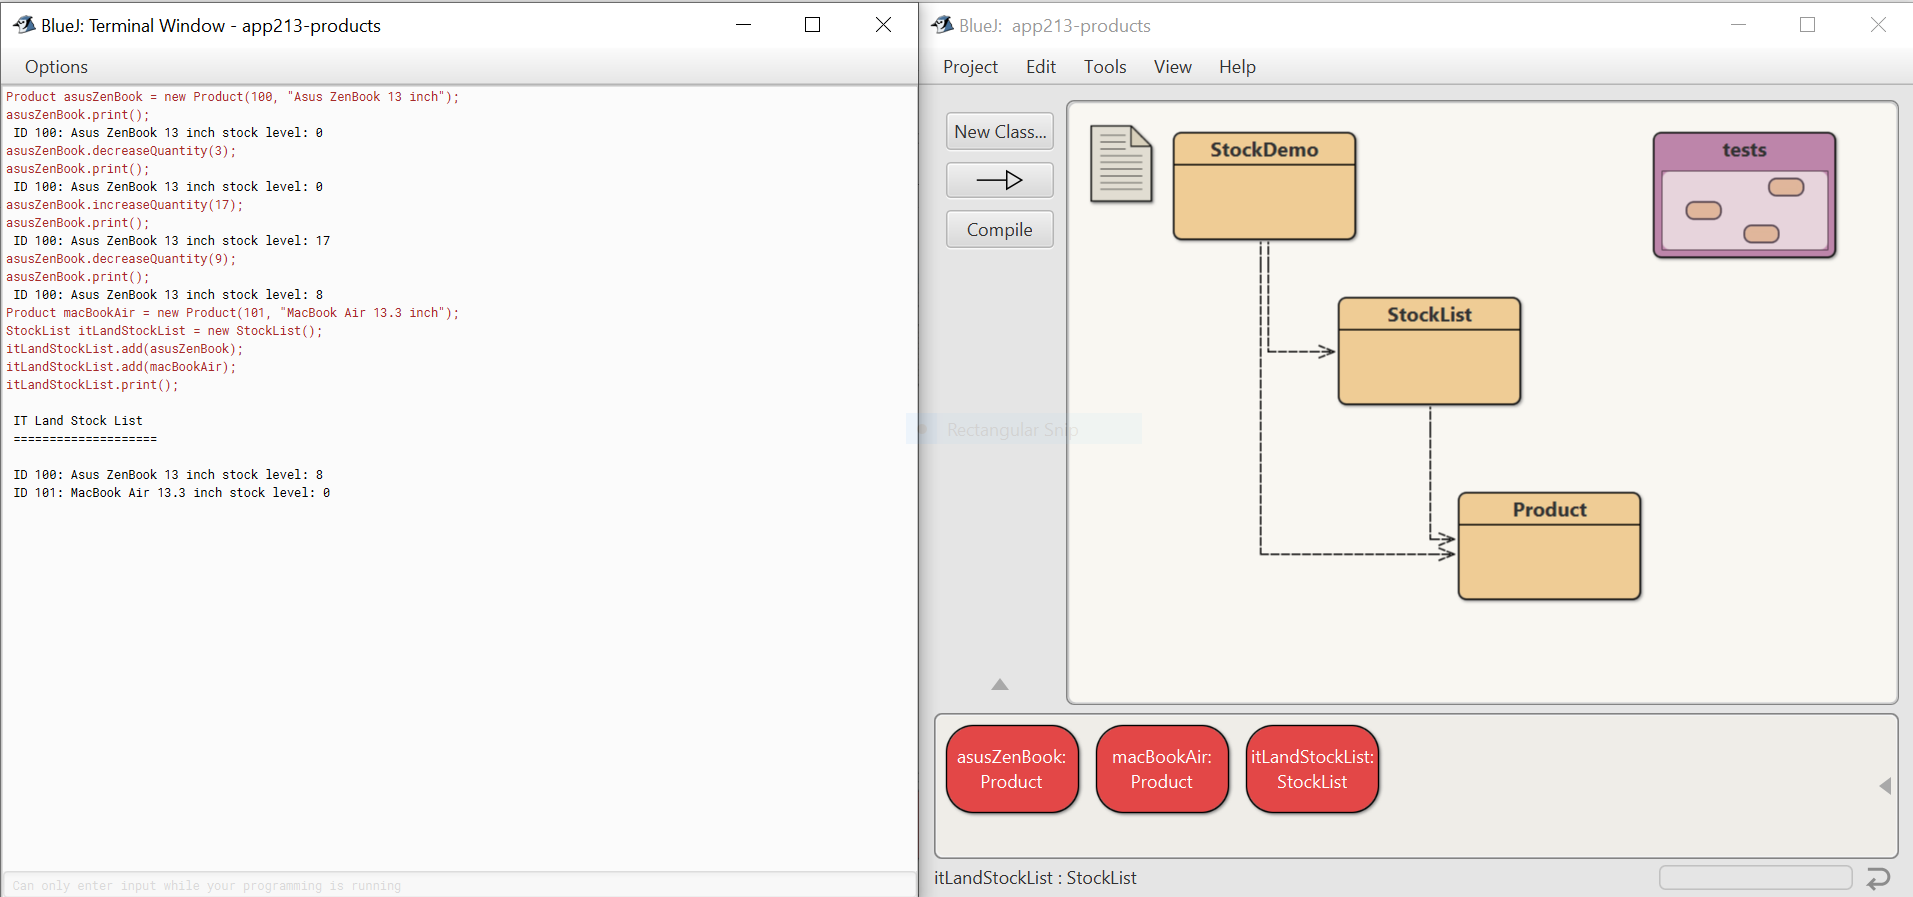 BlueJ: Terminal Window - app213-products
Options
Product asusZenBook = new Product(100, "Asus ZenBook 13 inch");
asusZenBook.print();
ID 100: Asus ZenBook 13 inch stock level: 0
asusZenBook.decreaseQuantity(3);
asusZenBook.print();
ID 100: Asus ZenBook 13 inch stock level: 0
asusZenBook.increaseQuantity(17);
asusZenBook.print();
ID 100: Asus ZenBook 13 inch stock level: 17
asusZenBook.decreaseQuantity(9);
asusZenBook.print();
ID 100: Asus ZenBook 13 inch stock level: 8
Product macBookAir = new Product(101, "MacBook Air 13.3 inch");
StockList itLandStockList = new StockList();
itLandStockList.add(asusZenBook);
itLandStockList.add(macBookAir);
itLandStockList.print();
IT Land Stock List
====================
ID 100: Asus ZenBook 13 inch stock level: 8
ID 101: MacBook Air 13.3 inch stock level: 0
Can only enter input while your programming is running
BlueJ: app213-products
Project Edit Tools View Help
New Class...
Compile
StockDemo
tests
StockList
Rectangular Snip
Product
asusZenBook:
Product
macBookAir:
Product
itLandStockList:
StockList
itLandStockList : StockList